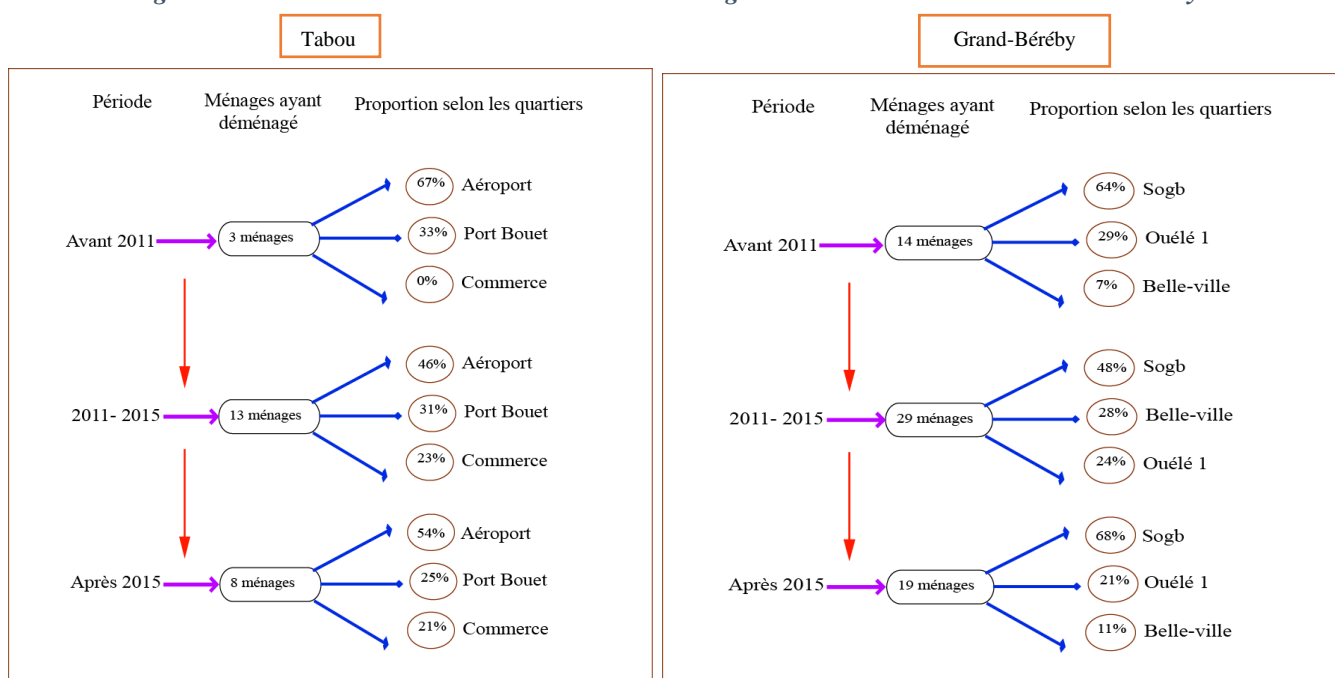 Tabou
Période
Ménages ayant
déménagé
Proportion selon les quartiers
Avant 2011
3 ménages
67% Aéroport
33% Port Bouet
0% Commerce
2011- 2015
13 ménages
46% Aéroport
31% Port Bouet
23% Commerce
Après 2015
8 ménages
54% Aéroport
25% Port Bouet
21% Commerce
Grand-Béréby
Période
Ménages ayant
déménagé
Proportion selon les quartiers
Avant 2011
14 ménages
64% Sogb
29% Ouélé 1
7% Belle-ville
2011- 2015
29 ménages
48% Sogb
28% Belle-ville
24% Ouélé 1
Après 2015
19 ménages
68% Sogb
21% Ouélé 1
11% Belle-ville